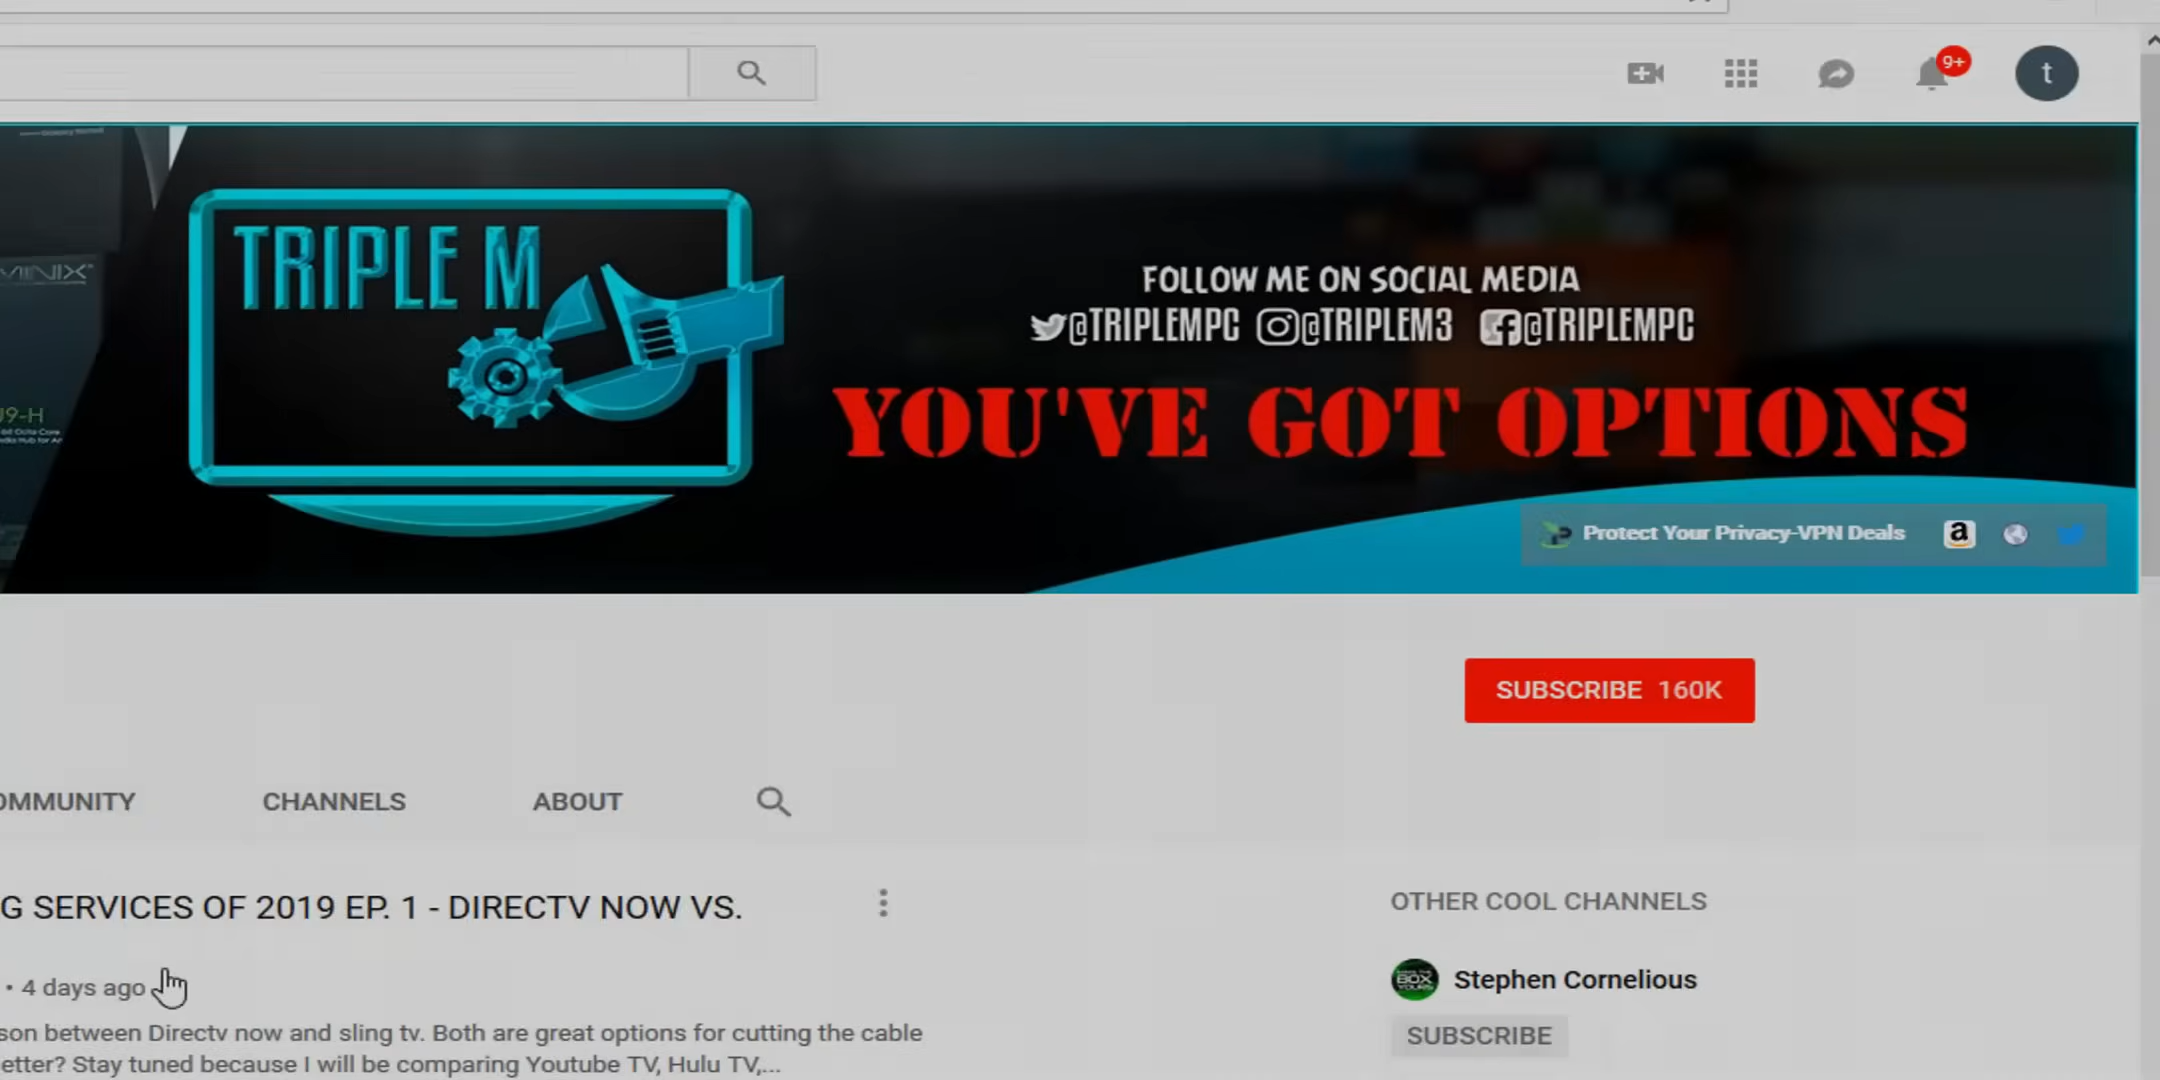 9+
t
MINIX
TRIPLE M
FOLLOW ME ON SOCIAL MEDIA
@TRIPLEMPC @TRIPLEM3 @TRIPLEMPC
YOU'VE GOT OPTIONS
U9-H
Protect Your Privacy-VPN Deals
SUBSCRIBE 160K
OMMUNITY CHANNELS ABOUT
G SERVICES OF 2019 EP. 1 - DIRECTV NOW VS.
OTHER COOL CHANNELS
• 4 days ago
Stephen Cornelious
son between Directv now and sling tv. Both are great options for cutting the cable
SUBSCRIBE
etter? Stay tuned because I will be comparing Youtube TV, Hulu TV,...